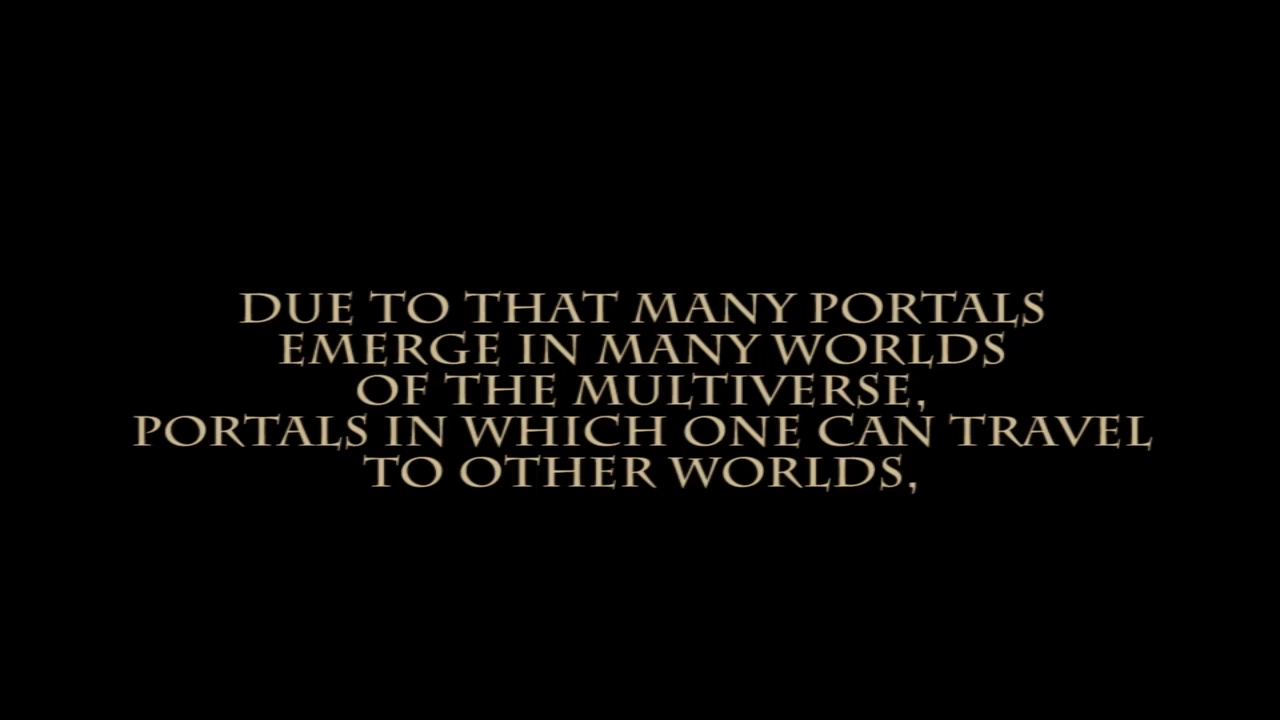 DUE TO THAT MANY PORTALS
EMERGE IN MANY WORLDS
OF THE MULTIVERSE,
PORTALS IN WHICH ONE CAN TRAVEL
TO OTHER WORLDS,